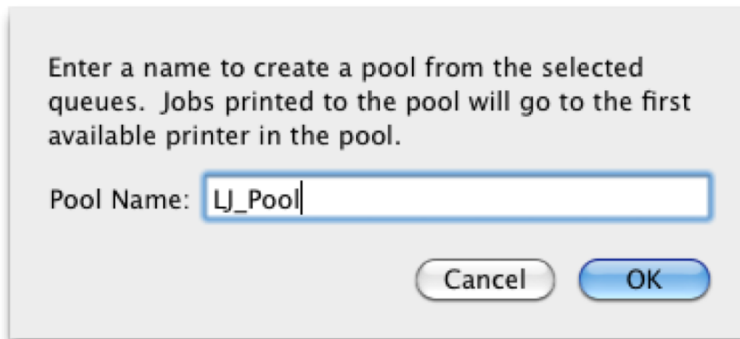 Enter a name to create a pool from the selected
queues.  Jobs printed to the pool will go to the first
available printer in the pool.
Pool Name: LJ_Pool
Cancel OK